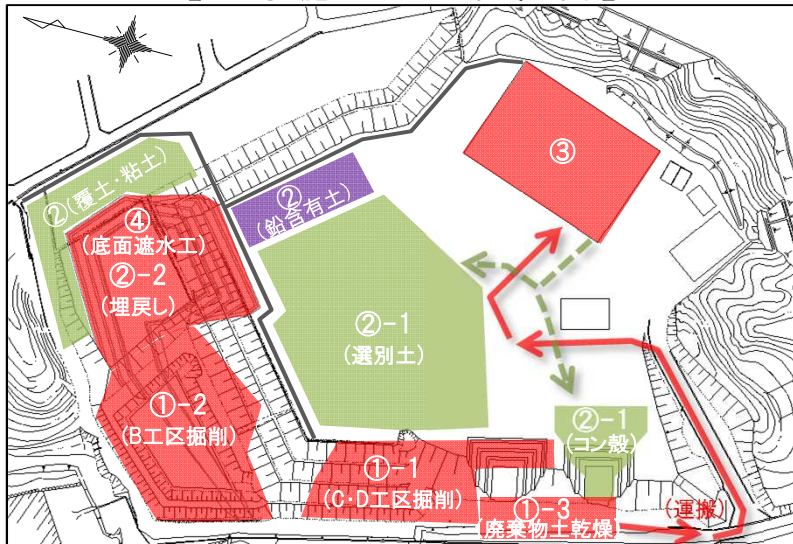 ③
②(覆土・粘土)
②
(鉛含有土)
④
(底面遮水工)
②-2
(埋戻し)
②-1
(選別土)
①-2
(B工区掘削)
②-1
(コン殻)
①-1
(C・D工区掘削)
①-3
(廃棄物土乾燥)
(運搬)